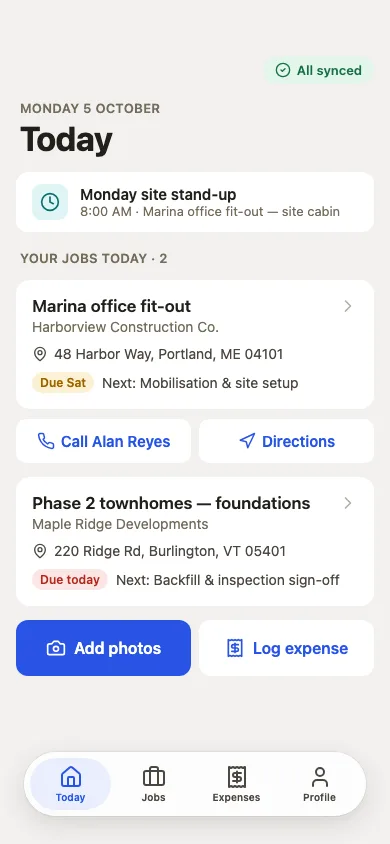 All synced
MONDAY 5 OCTOBER
Today
Monday site stand-up
8:00 AM · Marina office fit-out — site cabin
YOUR JOBS TODAY · 2
Marina office fit-out
Harborview Construction Co.
48 Harbor Way, Portland, ME 04101
Due Sat Next: Mobilisation & site setup
Call Alan Reyes Directions
Phase 2 townhomes — foundations
Maple Ridge Developments
220 Ridge Rd, Burlington, VT 05401
Due today Next: Backfill & inspection sign-off
Add photos Log expense
Today Jobs Expenses Profile